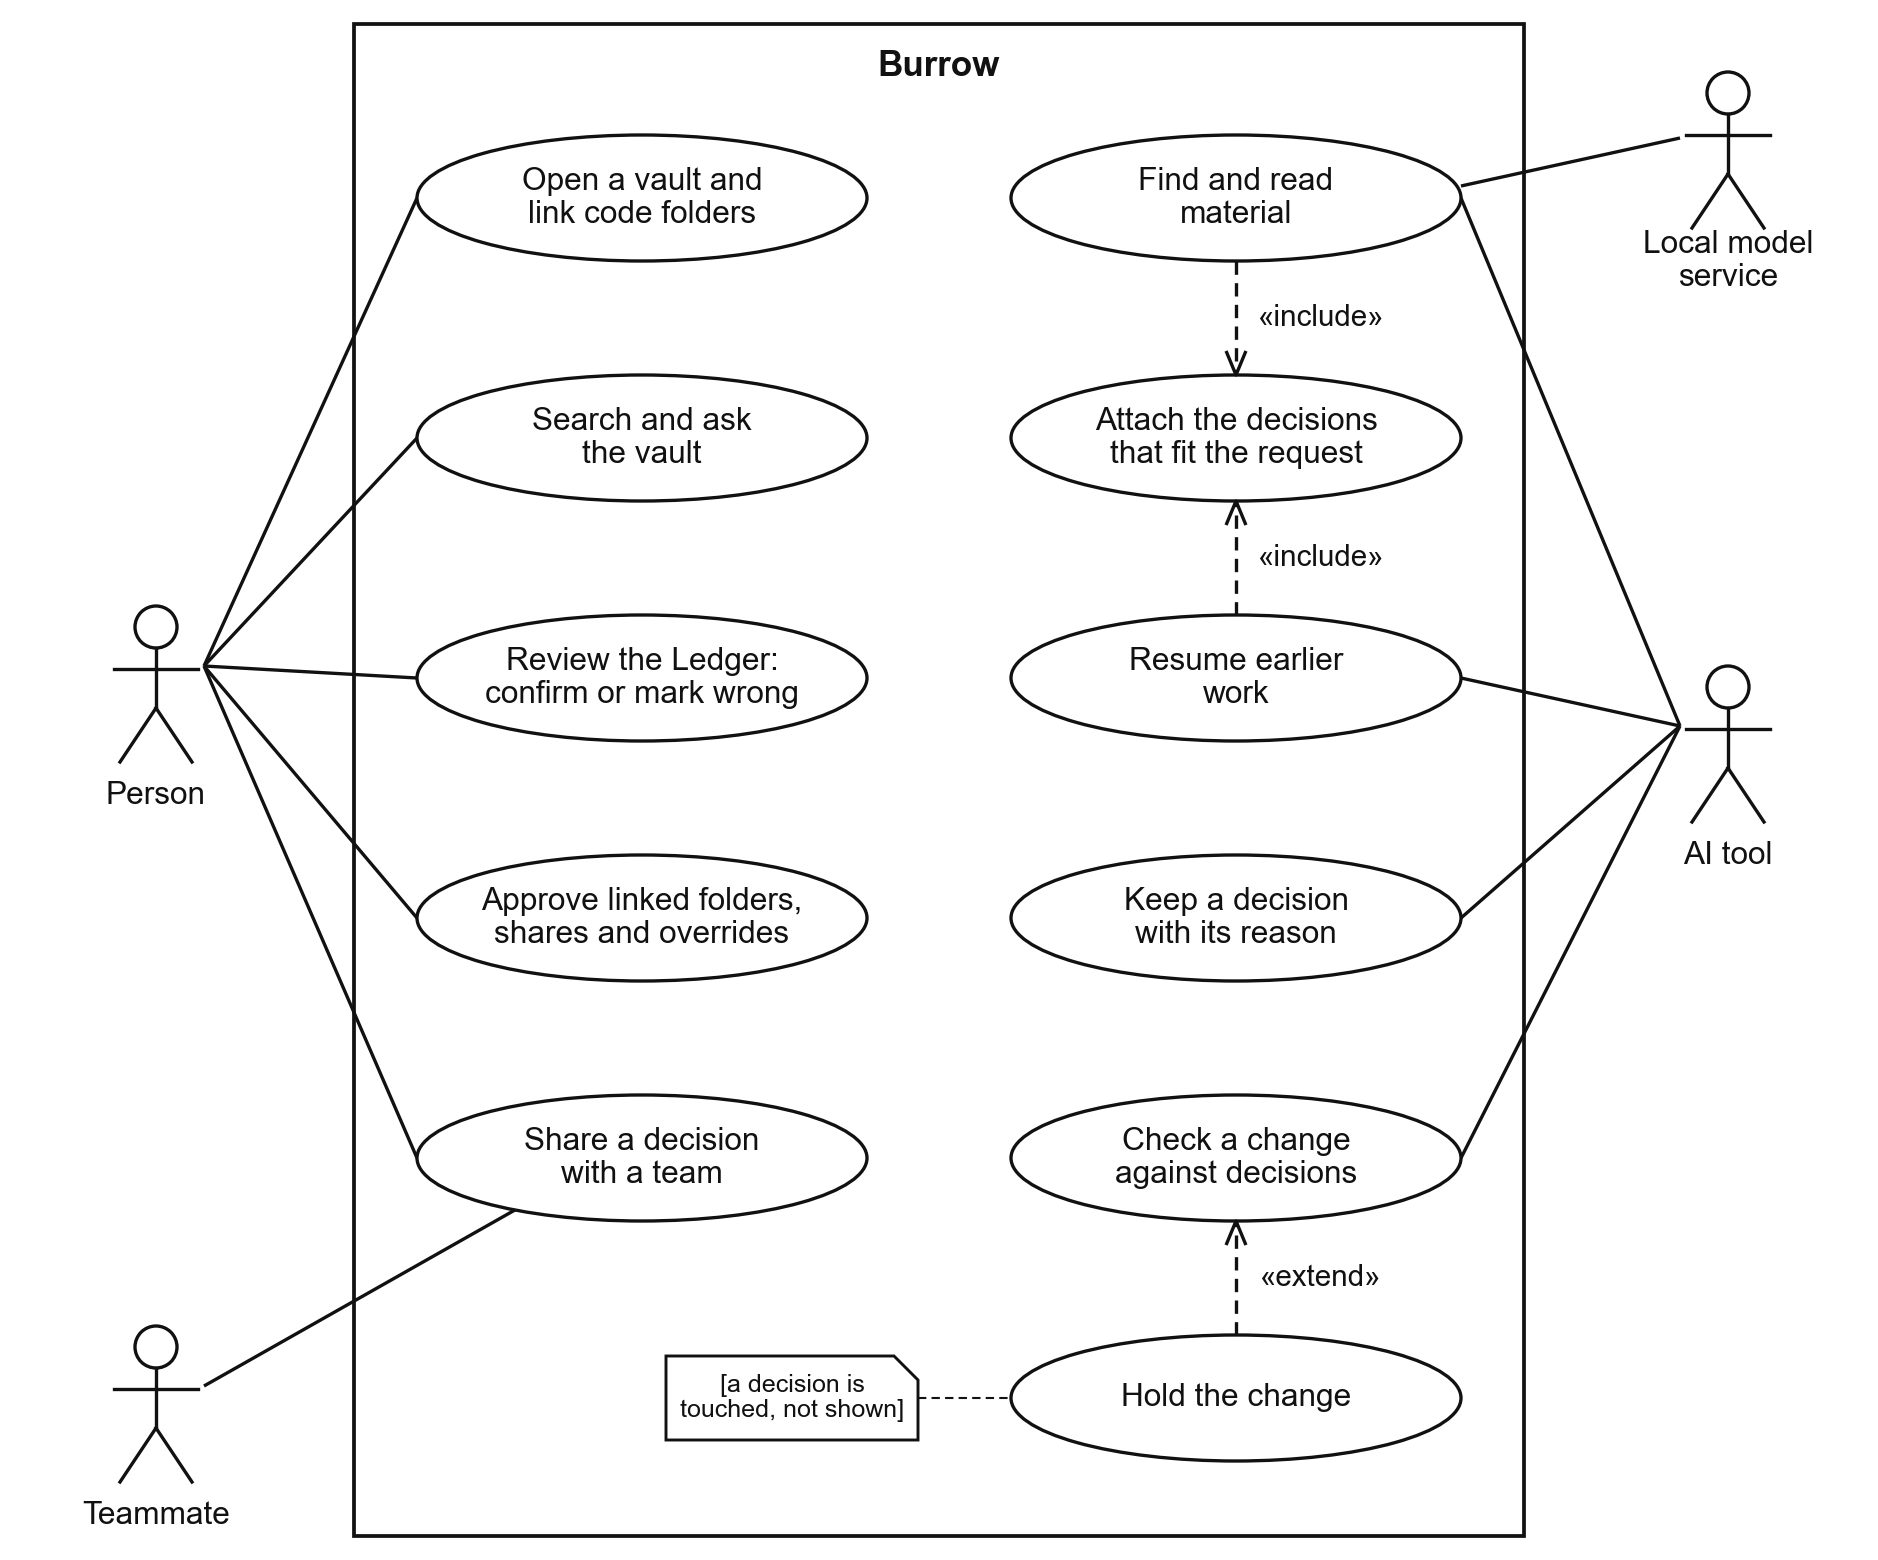 Burrow
Open a vault and
link code folders
Find and read
material
Local model
service
«include»
Search and ask
the vault
Attach the decisions
that fit the request
«include»
Review the Ledger:
confirm or mark wrong
Resume earlier
work
Person
AI tool
Approve linked folders,
shares and overrides
Keep a decision
with its reason
Share a decision
with a team
Check a change
against decisions
«extend»
[a decision is
touched, not shown]
Hold the change
Teammate